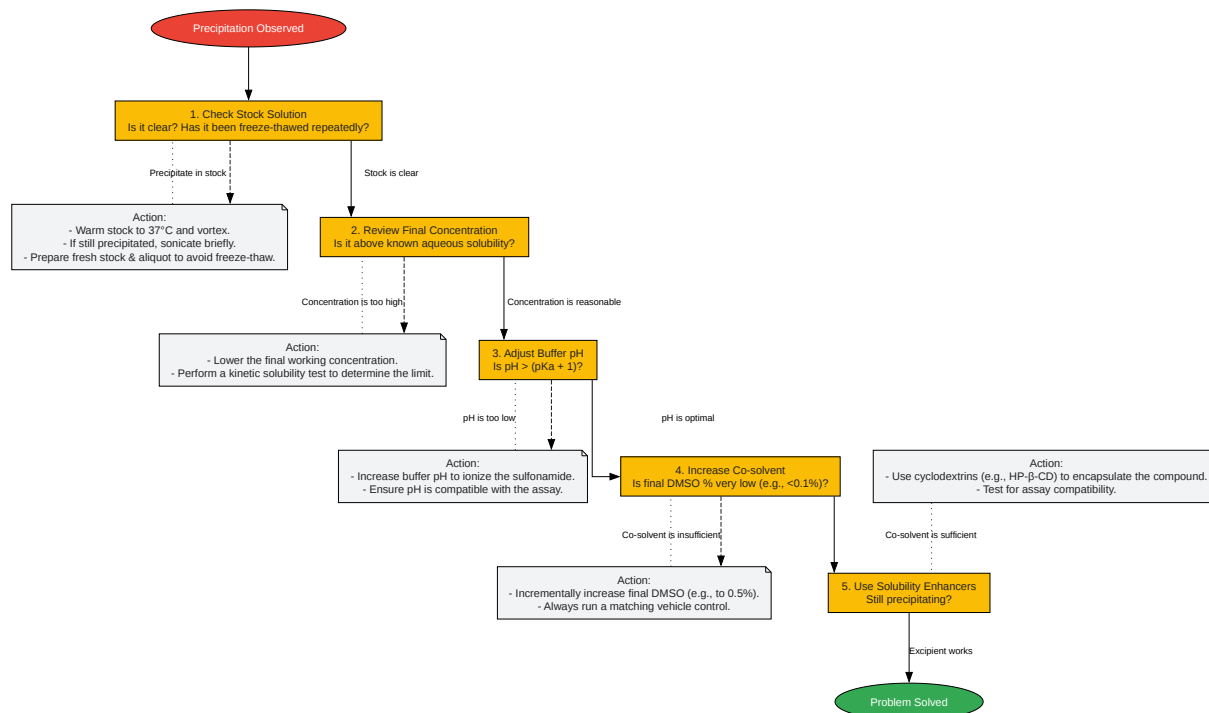 Precipitation Observed
1. Check Stock Solution
Is it clear? Has it been freeze-thawed repeatedly?
Precipitate in stock
Stock is clear
Action:
- Warm stock to 37°C and vortex.
- If still precipitated, sonicate briefly.
- Prepare fresh stock & aliquot to avoid freeze-thaw.
2. Review Final Concentration
Is it above known aqueous solubility?
Concentration is too high
Concentration is reasonable
Action:
- Lower the final working concentration.
- Perform a kinetic solubility test to determine the limit.
3. Adjust Buffer pH
Is pH > (pKa + 1)?
pH is too low
pH is optimal
Action:
- Increase buffer pH to ionize the sulfonamide.
- Ensure pH is compatible with the assay.
4. Increase Co-solvent
Is final DMSO % very low (e.g., <0.1%)?
Action:
- Use cyclodextrins (e.g., HP-β-CD) to encapsulate the compound.
- Test for assay compatibility.
Co-solvent is insufficient
Co-solvent is sufficient
Action:
- Incrementally increase final DMSO (e.g., to 0.5%).
- Always run a matching vehicle control.
5. Use Solubility Enhancers
Still precipitating?
Excipient works
Problem Solved